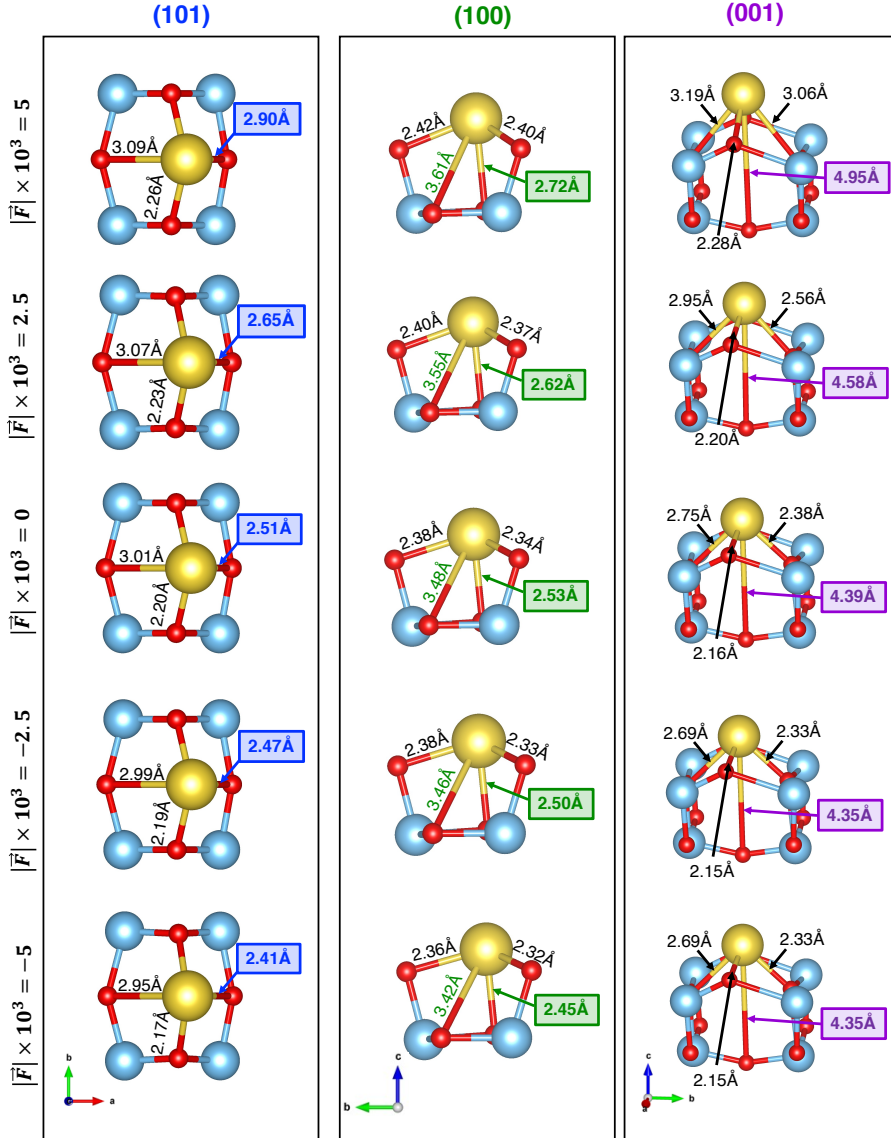 (101) (100) (001)
|F⃗| × 10³ = 5
3.09Å 2.26Å 2.90Å
2.42Å 2.40Å 3.61Å 2.72Å
3.19Å 3.06Å 4.95Å 2.28Å
|F⃗| × 10³ = 2.5
3.07Å 2.23Å 2.65Å
2.40Å 2.37Å 3.55Å 2.62Å
2.95Å 2.56Å 4.58Å 2.20Å
|F⃗| × 10³ = 0
3.01Å 2.20Å 2.51Å
2.38Å 2.34Å 3.48Å 2.53Å
2.75Å 2.38Å 4.39Å 2.16Å
|F⃗| × 10³ = −2.5
2.99Å 2.19Å 2.47Å
2.38Å 2.33Å 3.46Å 2.50Å
2.69Å 2.33Å 4.35Å 2.15Å
|F⃗| × 10³ = −5
2.95Å 2.17Å 2.41Å
2.36Å 2.32Å 3.42Å 2.45Å
2.69Å 2.33Å 4.35Å 2.15Å
b a
c b
c a b